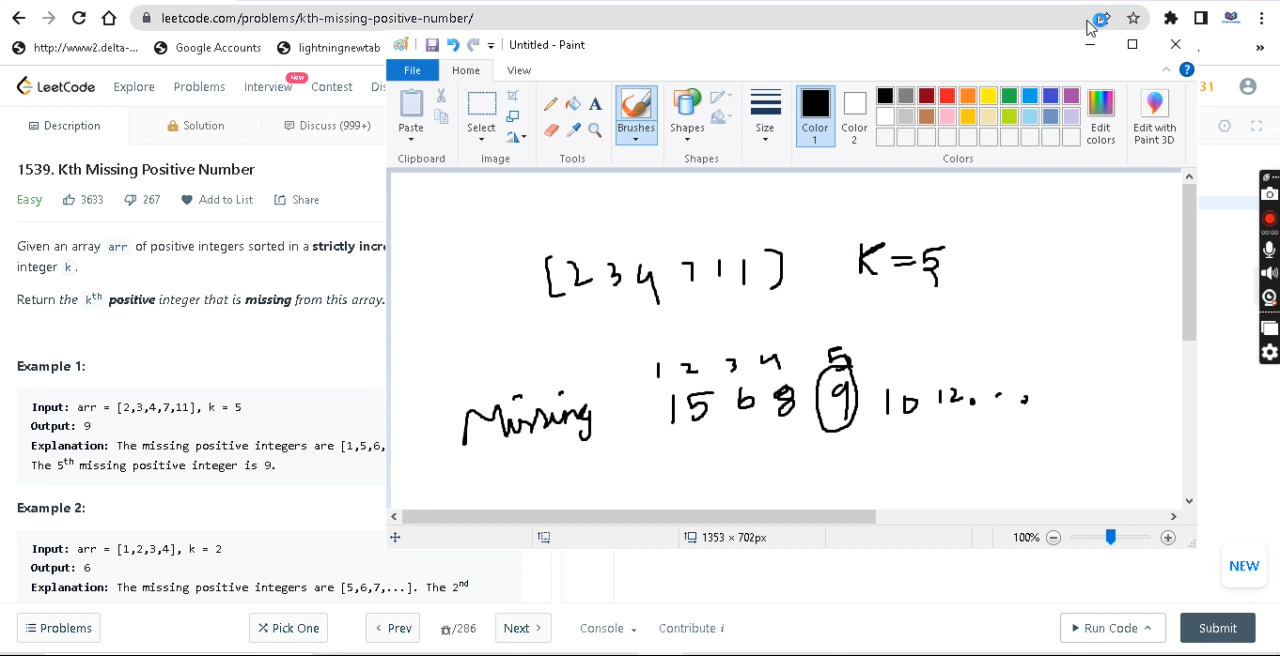 leetcode.com/problems/kth-missing-positive-number/
http://www2.delta-... Google Accounts lightningnewtab
»
Untitled - Paint
File Home View
LeetCode Explore Problems Interview New Contest Dis
31
Paste Select Brushes Shapes Size Color 1 Color 2 Edit colors Edit with Paint 3D
Clipboard Image Tools Shapes Colors
Description Solution Discuss (999+)
1539. Kth Missing Positive Number
Easy 3633 267 Add to List Share
Given an array arr of positive integers sorted in a strictly incre
integer k.
Return the kth positive integer that is missing from this array.
[2 3 4 7 11] K=5
1 2 3 4 5
Missing 1 5 6 8 9 10 12. . .
Example 1:
Input: arr = [2,3,4,7,11], k = 5
Output: 9
Explanation: The missing positive integers are [1,5,6,
The 5th missing positive integer is 9.
Example 2:
Input: arr = [1,2,3,4], k = 2
Output: 6
Explanation: The missing positive integers are [5,6,7,...]. The 2nd
1353 × 702px 100%
00:00
NEW
Problems Pick One Prev /286 Next Console Contribute i Run Code Submit